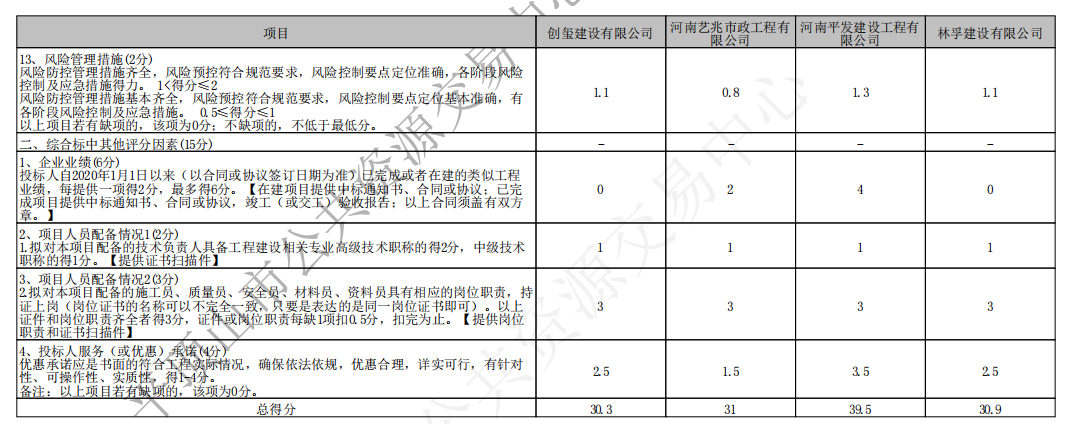 项目 创玺建设有限公司 河南艺兆市政工程有限公司 河南平发建设工程有限公司 林孚建设有限公司
13、风险管理措施(2分)
风险防控管理措施齐全，风险预控符合规范要求，风险控制要点定位准确，各阶段风险
控制及应急措施得力。 1<得分≤2
风险防控管理措施基本齐全，风险预控符合规范要求，风险控制要点定位基本准确，有
各阶段风险控制及应急措施。 0.5≤得分≤1
以上项目若有缺项的，该项为0分；不缺项的，不低于最低分。
1.1 0.8 1.3 1.1
二、综合标中其他评分因素(15分) – – – –
1、企业业绩(6分)
投标人自2020年1月1日以来（以合同或协议签订日期为准）已完成或者在建的类似工程
业绩，每提供一项得2分，最多得6分。【在建项目提供中标通知书、合同或协议；已完
成项目提供中标通知书、合同或协议，竣工（或交工）验收报告；以上合同须盖有双方
章。】
0 2 4 0
2、项目人员配备情况1(2分)
1.拟对本项目配备的技术负责人具备工程建设相关专业高级技术职称的得2分，中级技术
职称的得1分。【提供证书扫描件】
1 1 1 1
3、项目人员配备情况2(3分)
2.拟对本项目配备的施工员、质量员、安全员、材料员、资料员具有相应的岗位职责，持
证上岗（岗位证书的名称可以不完全一致，只要是表达的是同一岗位证书即可）。以上
证件和岗位职责齐全者得3分，证件或岗位职责每缺1项扣0.5分，扣完为止。【提供岗位
职责和证书扫描件】
3 3 3 3
4、投标人服务（或优惠）承诺(4分)
优惠承诺应是书面的符合工程实际情况，确保依法依规，优惠合理，详实可行，有针对
性、可操作性、实质性，得1-4分。
备注：以上项目若有缺项的，该项为0分。
2.5 1.5 3.5 2.5
总得分 30.3 31 39.5 30.9
平顶山市公共资源交易中心
公共资源交易中心